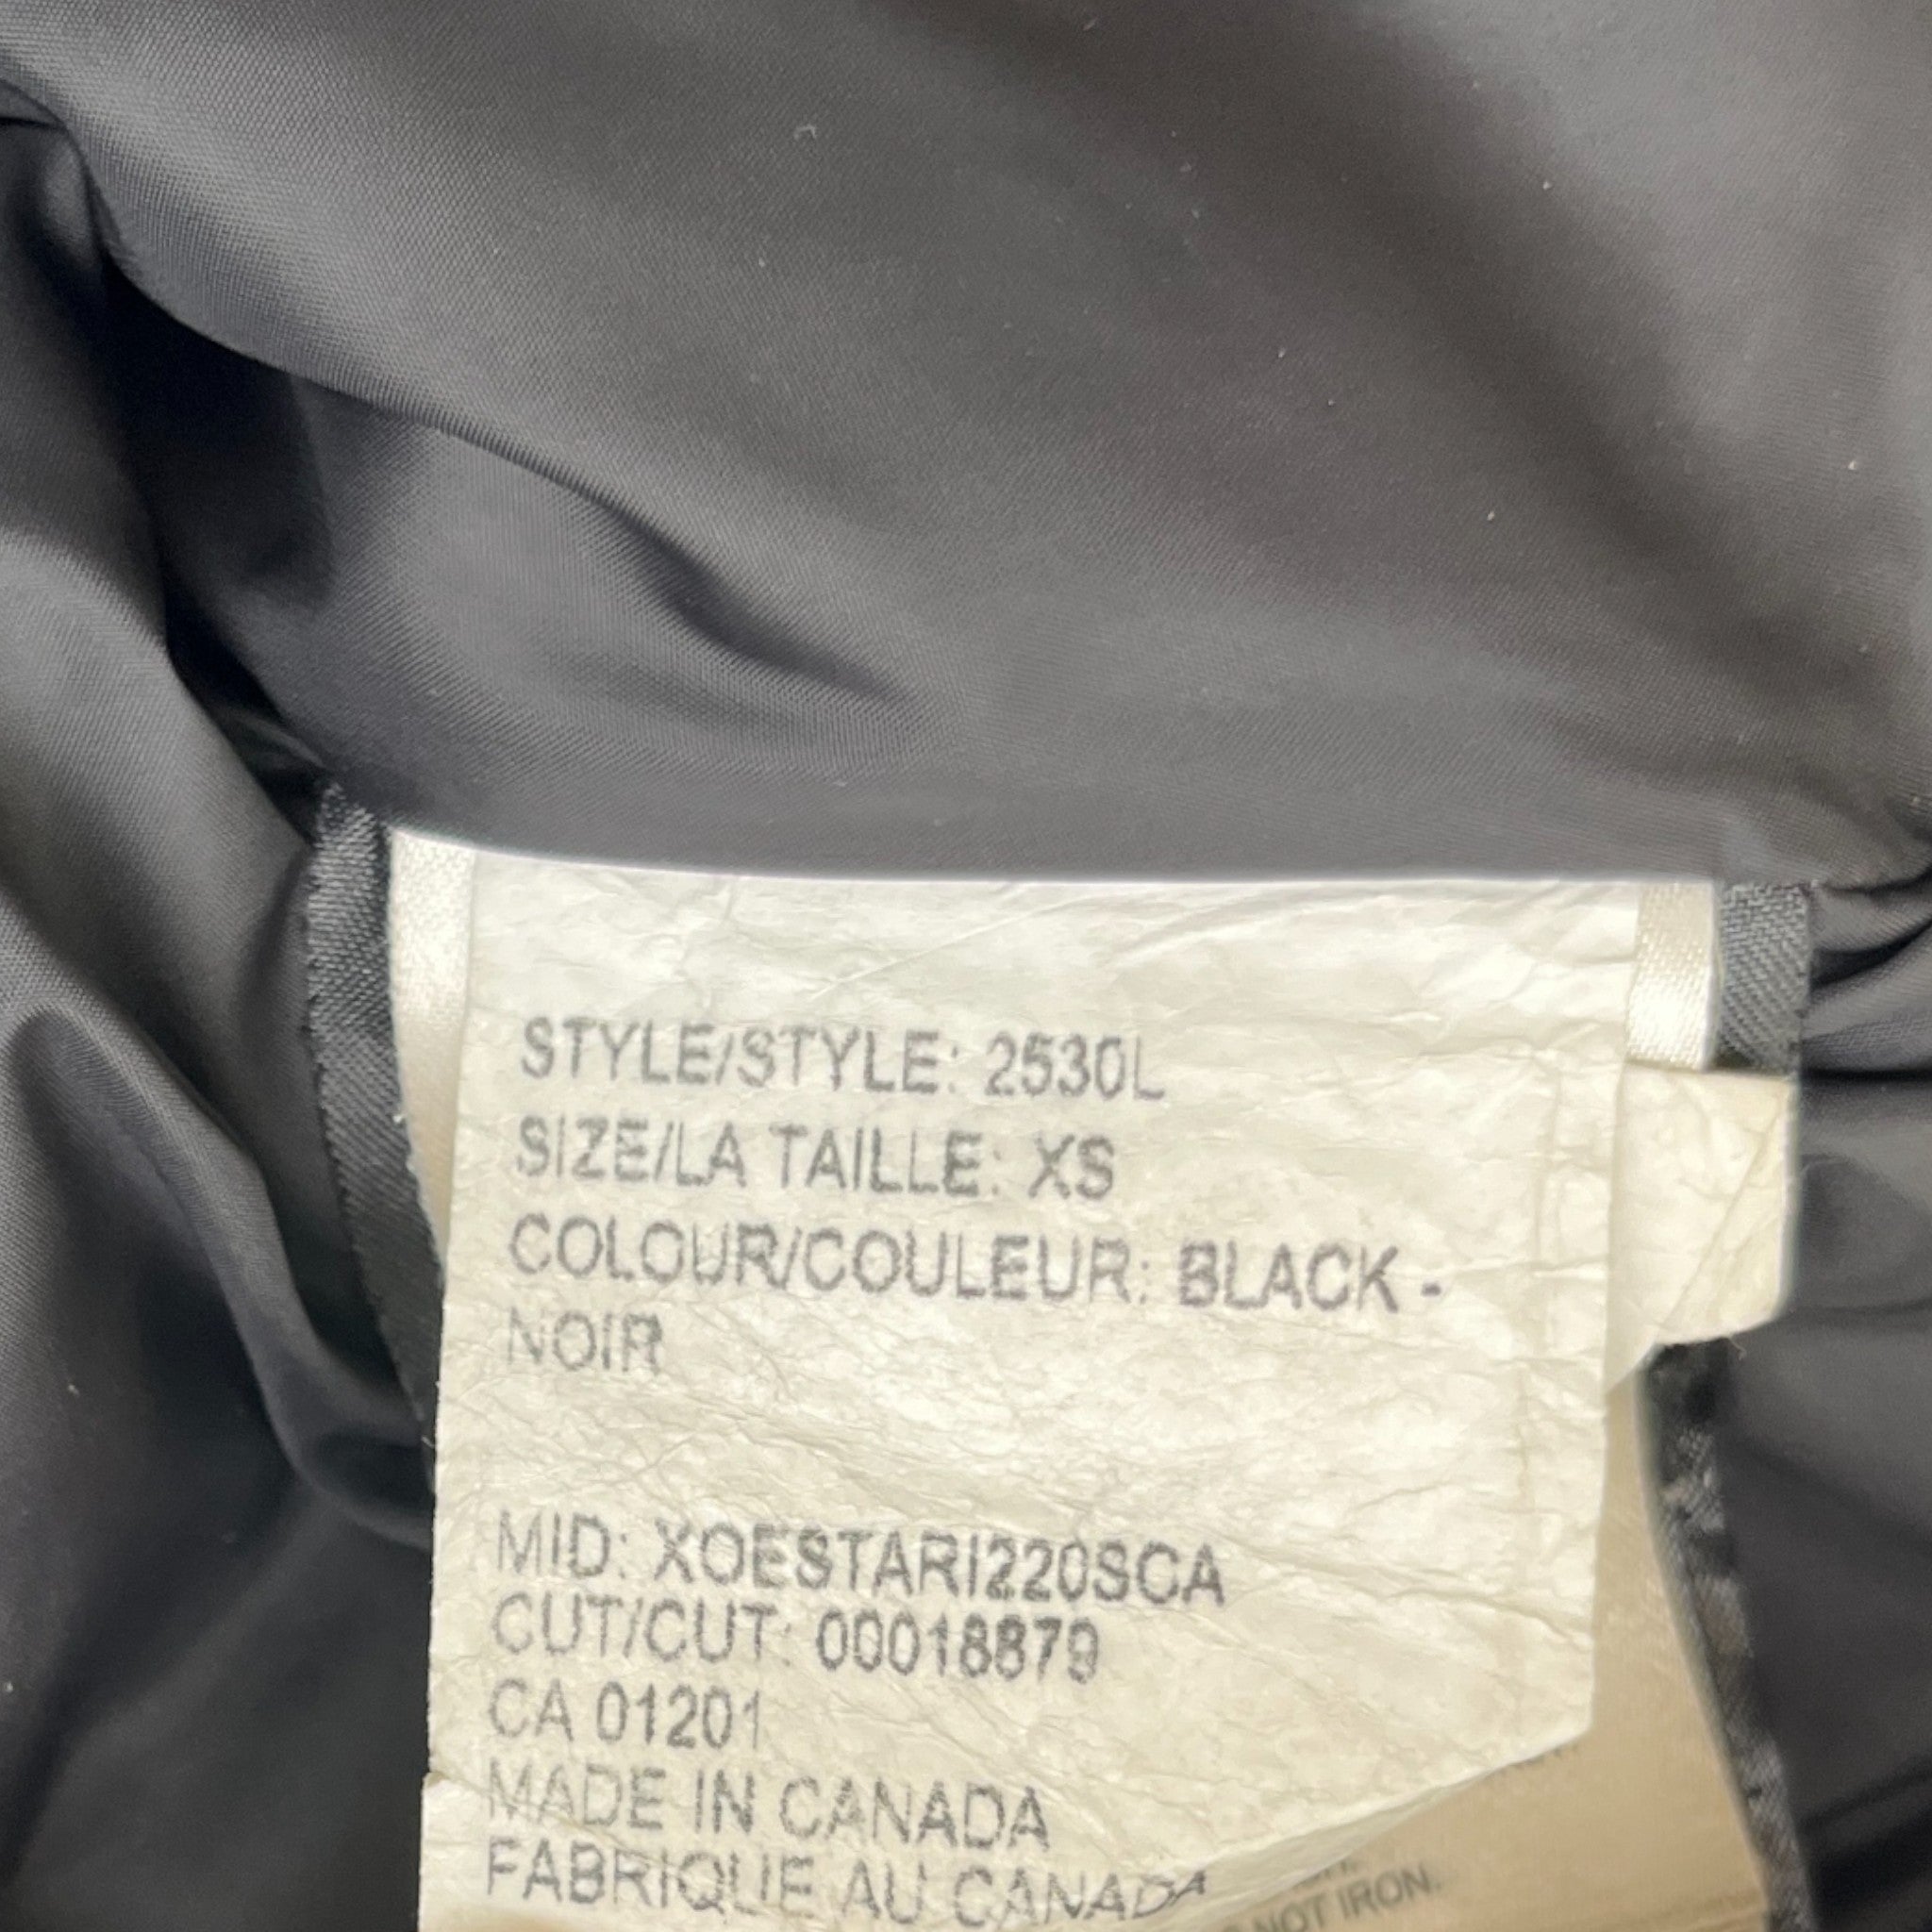 STYLE/STYLE: 2530L
SIZE/LA TAILLE: XS
COLOUR/COULEUR: BLACK -
NOIR
MID: XOESTARI220SCA
CUT/CUT: 00018879
CA 01201
MADE IN CANADA
FABRIQUE AU CANADA
NOT IRON.